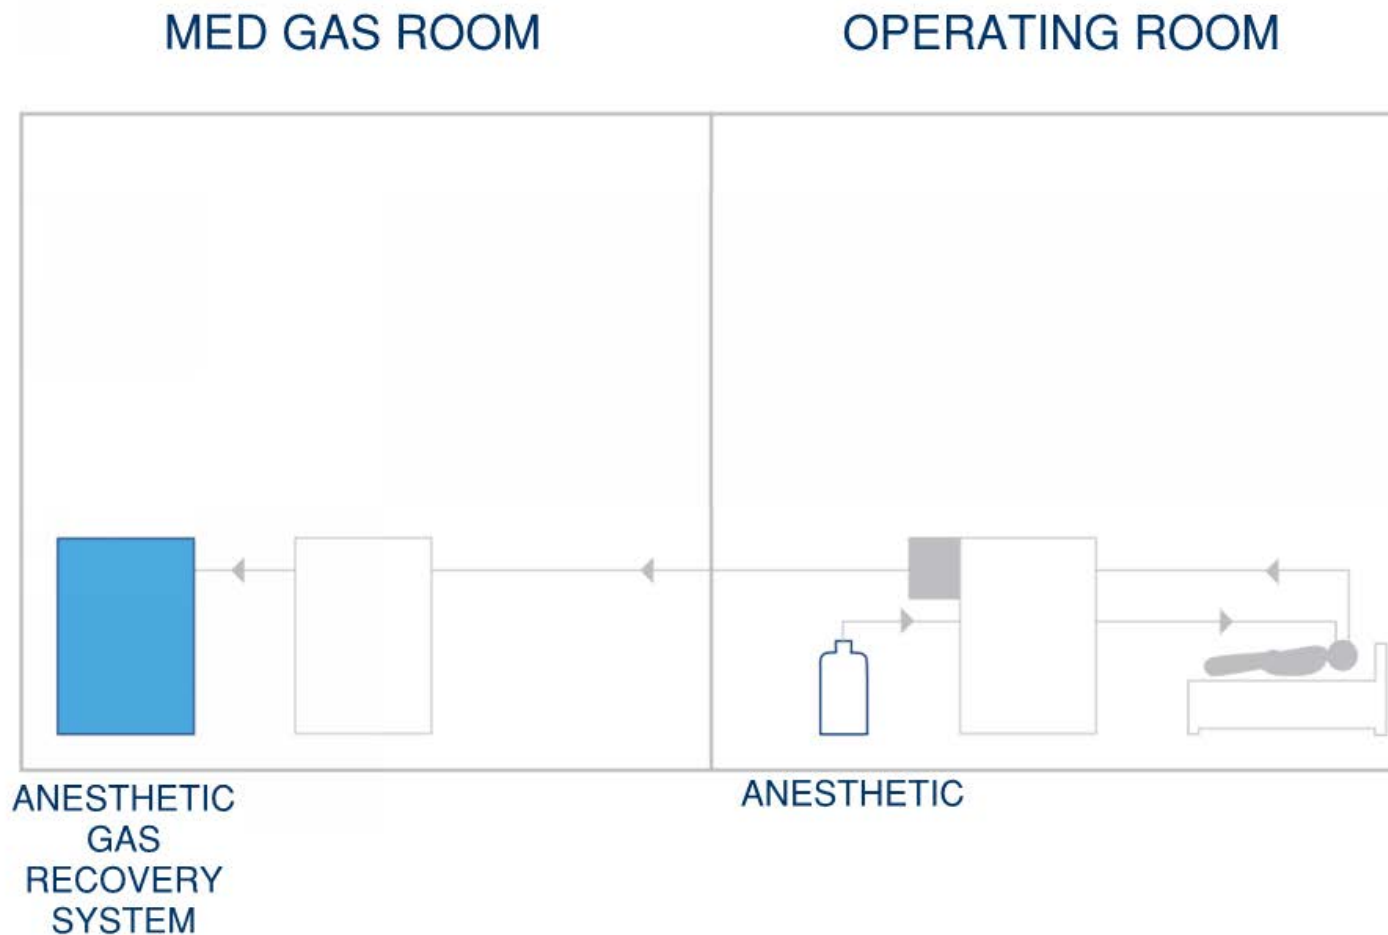 MED GAS ROOM
OPERATING ROOM
ANESTHETIC
GAS
RECOVERY
SYSTEM
ANESTHETIC